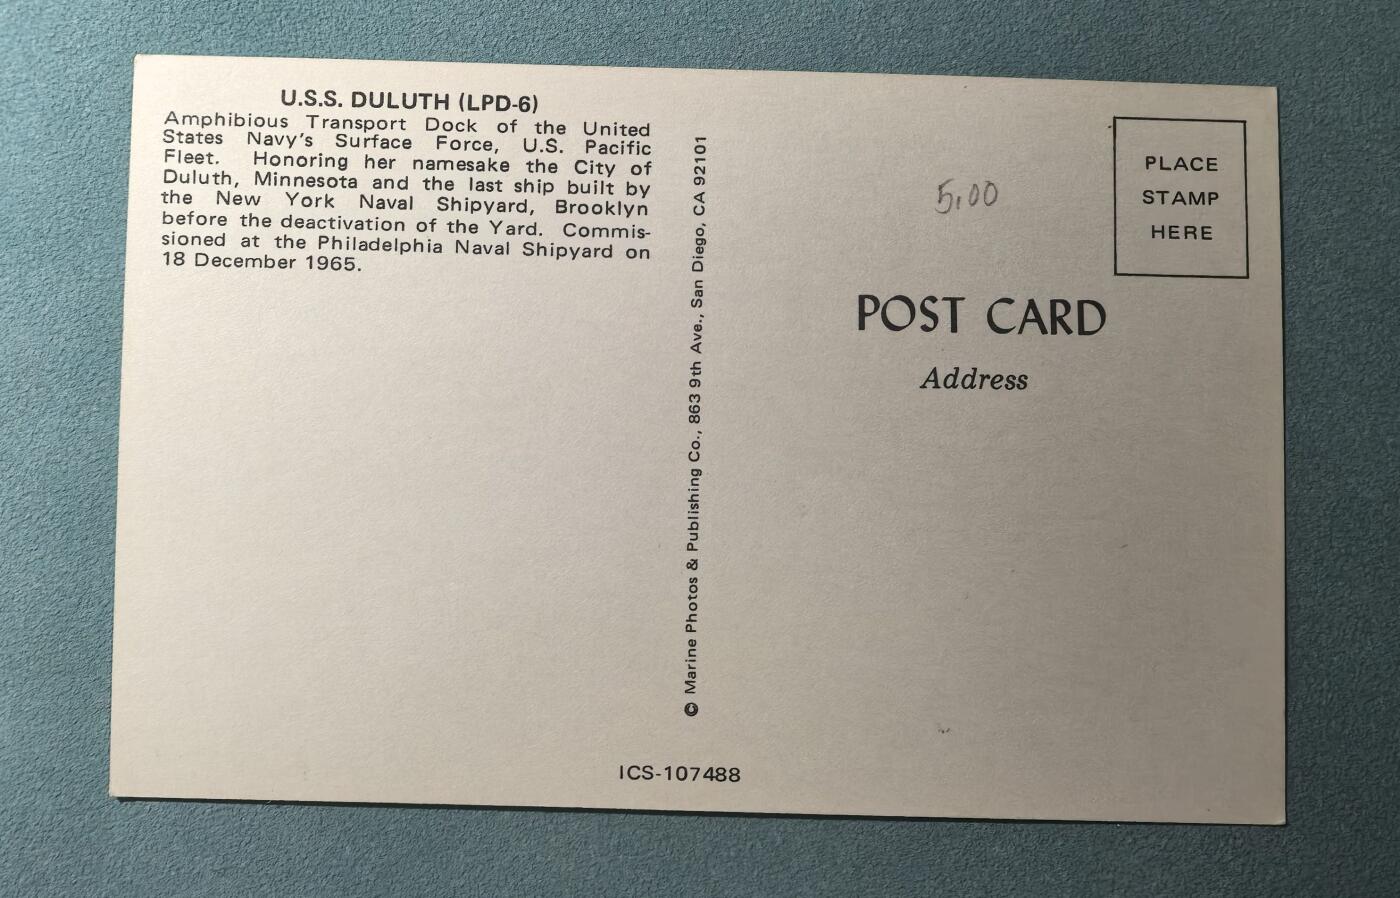 U.S.S. DULUTH (LPD-6)
Amphibious Transport Dock of the United
States Navy's Surface Force, U.S. Pacific
Fleet. Honoring her namesake the City of
Duluth, Minnesota and the last ship built by
the New York Naval Shipyard, Brooklyn
before the deactivation of the Yard. Commis-
sioned at the Philadelphia Naval Shipyard on
18 December 1965.
© Marine Photos & Publishing Co., 863 9th Ave., San Diego, CA 92101
5,00
PLACE
STAMP
HERE
POST CARD
Address
ICS-107488